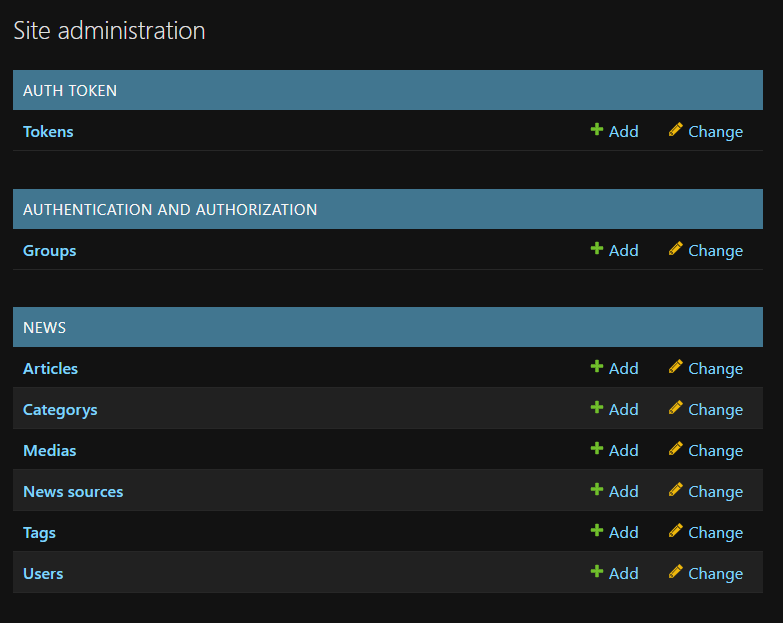 Site administration
AUTH TOKEN
Tokens Add Change
AUTHENTICATION AND AUTHORIZATION
Groups Add Change
NEWS
Articles Add Change
Categorys Add Change
Medias Add Change
News sources Add Change
Tags Add Change
Users Add Change